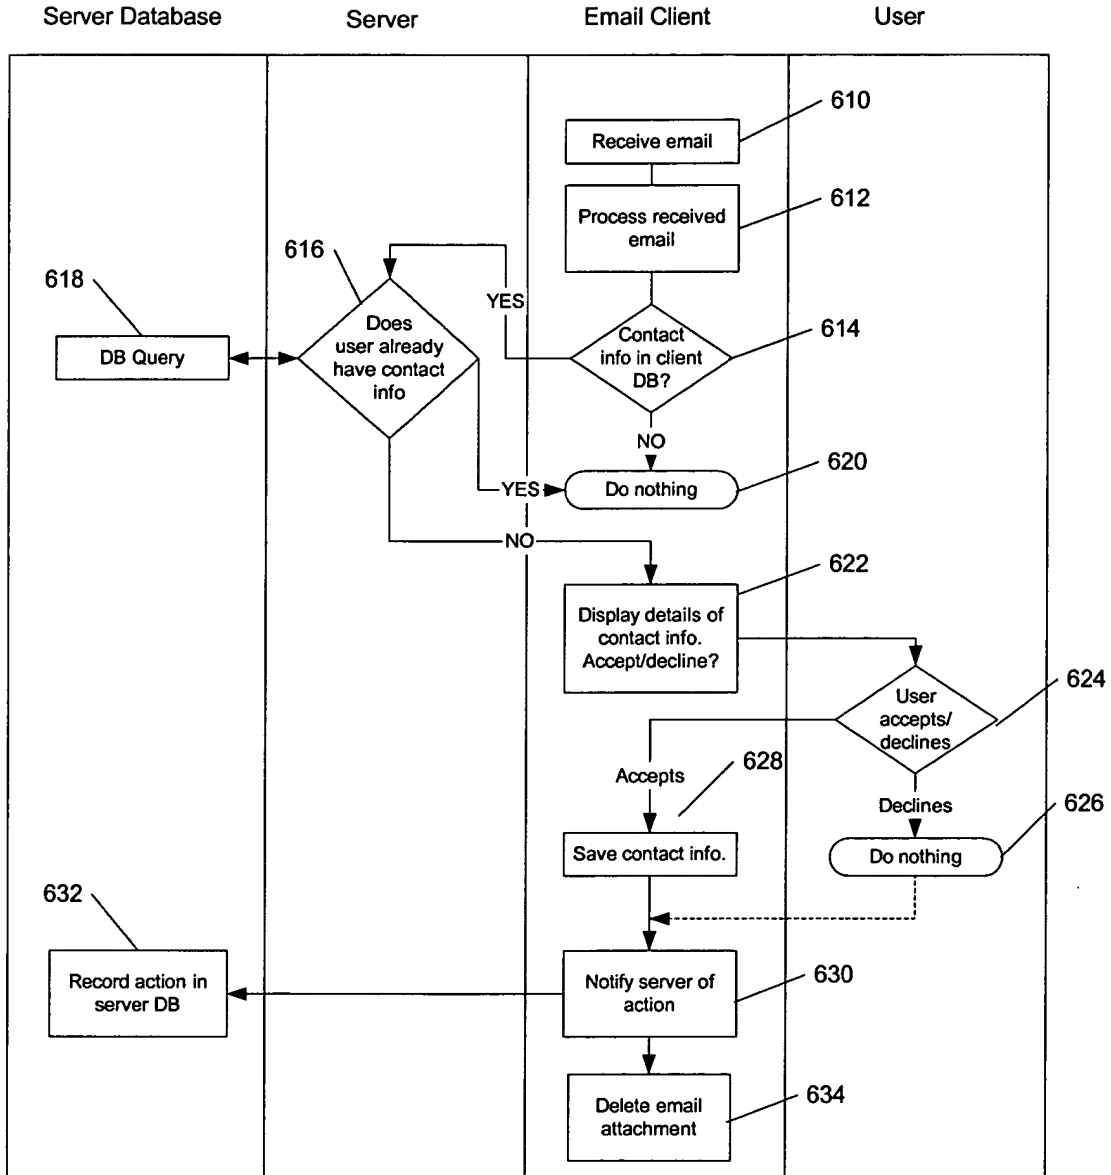 Server Database
Server
Email Client
User
610
Receive email
612
Process received
email
616
618
YES
Does
user already
have contact
info
DB Query
Contact
info in client
DB?
614
NO
620
YES
Do nothing
NO
622
Display details of
contact info.
Accept/decline?
624
User
accepts/
declines
628
Accepts
Declines
626
Save contact info.
Do nothing
632
Record action in
server DB
Notify server of
action
630
Delete email
attachment
634